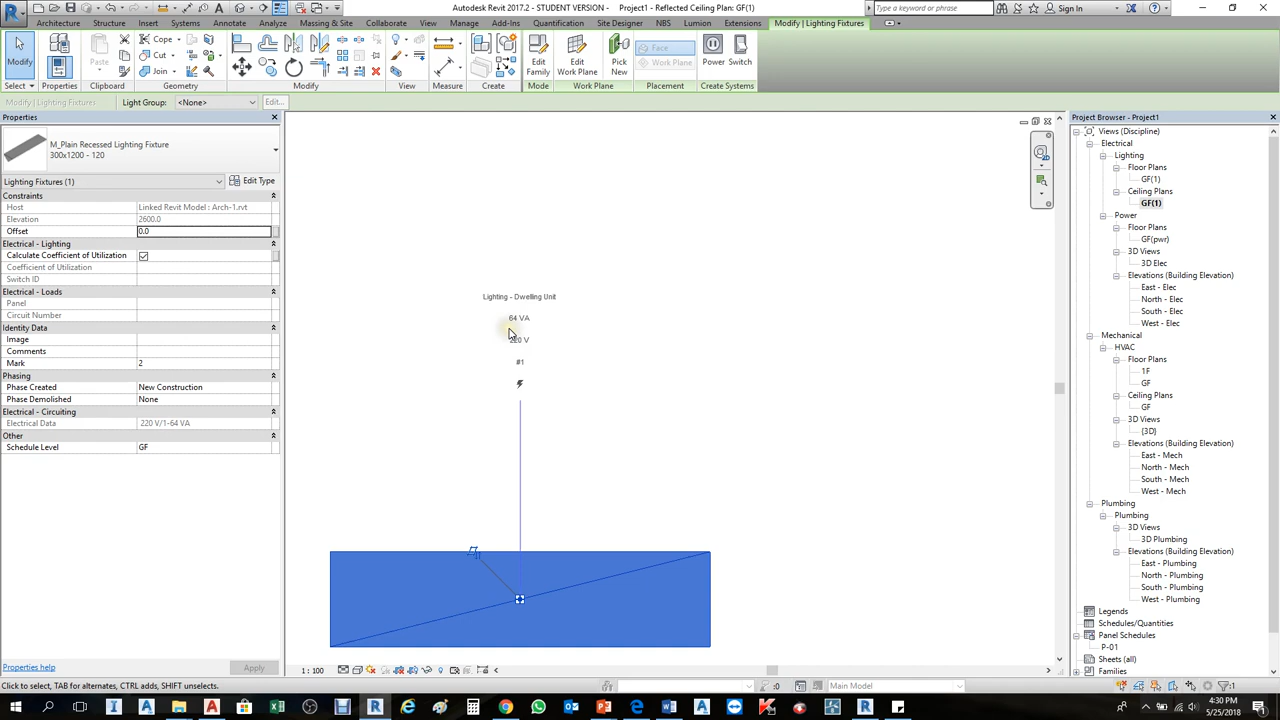 Autodesk Revit 2017.2 - STUDENT VERSION - Project1 - Reflected Ceiling Plan: GF(1)
Type a keyword or phrase
Sign In
Architecture Structure Insert Systems Annotate Analyze Massing & Site Collaborate View Manage Add-Ins Quantification Site Designer NBS Lumion Extensions Modify | Lighting Fixtures
Modify
Paste
Cope
Cut
Join
Edit Family
Edit Work Plane
Pick New
Face
Work Plane
Power
Switch
Select Properties Clipboard Geometry Modify View Measure Create Mode Work Plane Placement Create Systems
Modify | Lighting Fixtures Light Group: <None> Edit...
Properties
M_Plain Recessed Lighting Fixture
300x1200 - 120
Lighting Fixtures (1) Edit Type
Constraints
Host Linked Revit Model : Arch-1.rvt
Elevation 2600.0
Offset 0.0
Electrical - Lighting
Calculate Coefficient of Utilization
Coefficient of Utilization
Switch ID
Electrical - Loads
Panel
Circuit Number
Identity Data
Image
Comments
Mark 2
Phasing
Phase Created New Construction
Phase Demolished None
Electrical - Circuiting
Electrical Data 220 V/1-64 VA
Other
Schedule Level GF
Properties help Apply
Lighting - Dwelling Unit
64 VA
220 V
#1
Project Browser - Project1
Views (Discipline)
Electrical
Lighting
Floor Plans
GF(1)
Ceiling Plans
GF(1)
Power
Floor Plans
GF(pwr)
3D Views
3D Elec
Elevations (Building Elevation)
East - Elec
North - Elec
South - Elec
West - Elec
Mechanical
HVAC
Floor Plans
1F
GF
Ceiling Plans
GF
3D Views
{3D}
Elevations (Building Elevation)
East - Mech
North - Mech
South - Mech
West - Mech
Plumbing
Plumbing
3D Views
3D Plumbing
Elevations (Building Elevation)
East - Plumbing
North - Plumbing
South - Plumbing
West - Plumbing
Legends
Schedules/Quantities
Panel Schedules
P-01
Sheets (all)
Families
1 : 100
Click to select, TAB for alternates, CTRL adds, SHIFT unselects.
:0
Main Model
:1
4:30 PM
5/25/2018